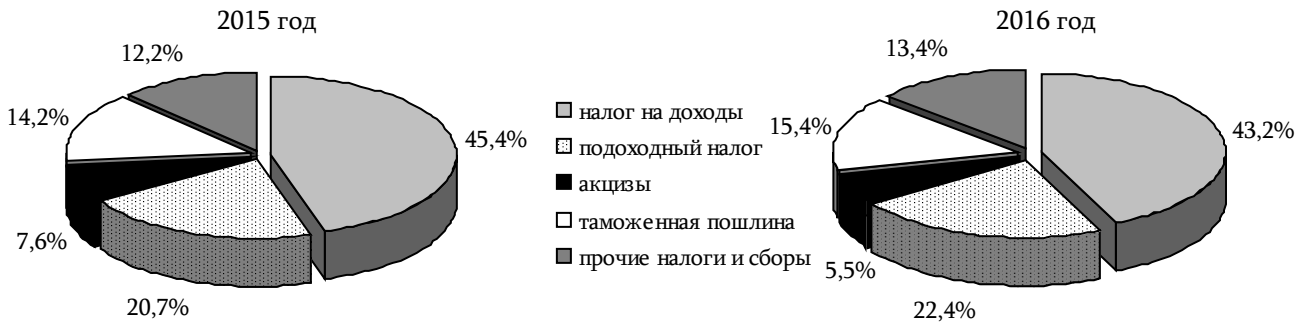 2015 год
12,2%
14,2%
45,4%
7,6%
20,7%
налог на доходы
подоходный налог
акцизы
таможенная пошлина
прочие налоги и сборы
2016 год
13,4%
15,4%
43,2%
5,5%
22,4%